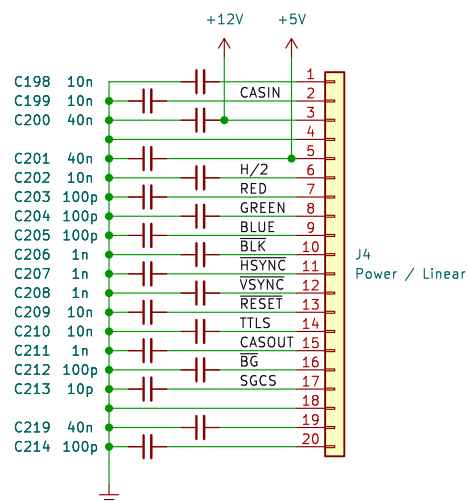 +12V +5V
C198 10n 1
C199 10n CASIN 2
C200 40n 3
4
C201 40n 5
C202 10n H/2 6
C203 100p RED 7
C204 100p GREEN 8
C205 100p BLUE 9
C206 1n BLK 10
J4
C207 1n HSYNC 11
Power / Linear
C208 1n VSYNC 12
C209 10n RESET 13
C210 10n TTLS 14
C211 1n CASOUT 15
C212 100p BG 16
C213 10p SGCS 17
18
C219 40n 19
C214 100p 20